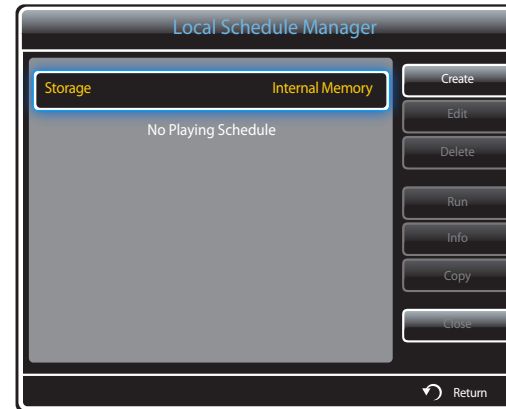 Local Schedule Manager
Storage Internal Memory
No Playing Schedule
Create
Edit
Delete
Run
Info
Copy
Close
Return